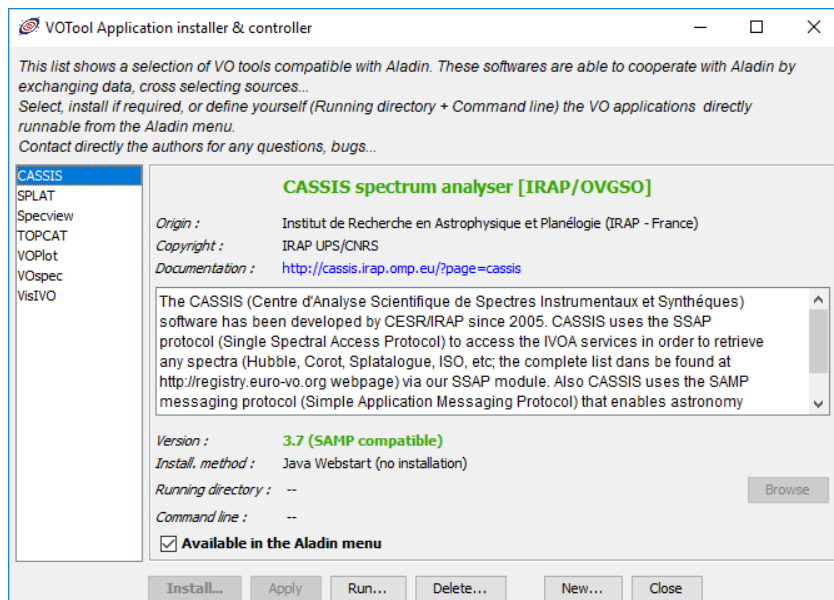 VOTool Application installer & controller
This list shows a selection of VO tools compatible with Aladin. These softwares are able to cooperate with Aladin by
exchanging data, cross selecting sources...
Select, install if required, or define yourself (Running directory + Command line) the VO applications directly
runnable from the Aladin menu.
Contact directly the authors for any questions, bugs...
CASSIS
SPLAT
Specview
TOPCAT
VOPlot
VOspec
VisIVO
CASSIS spectrum analyser [IRAP/OVGSO]
Origin : Institut de Recherche en Astrophysique et Planélogie (IRAP - France)
Copyright : IRAP UPS/CNRS
Documentation : http://cassis.irap.omp.eu/?page=cassis
The CASSIS (Centre d'Analyse Scientifique de Spectres Instrumentaux et Synthéques)
software has been developed by CESR/IRAP since 2005. CASSIS uses the SSAP
protocol (Single Spectral Access Protocol) to access the IVOA services in order to retrieve
any spectra (Hubble, Corot, Splatalogue, ISO, etc; the complete list dans be found at
http://registry.euro-vo.org webpage) via our SSAP module. Also CASSIS uses the SAMP
messaging protocol (Simple Application Messaging Protocol) that enables astronomy
Version : 3.7 (SAMP compatible)
Install. method : Java Webstart (no installation)
Running directory : -- Browse
Command line : --
Available in the Aladin menu
Install... Apply Run... Delete... New... Close